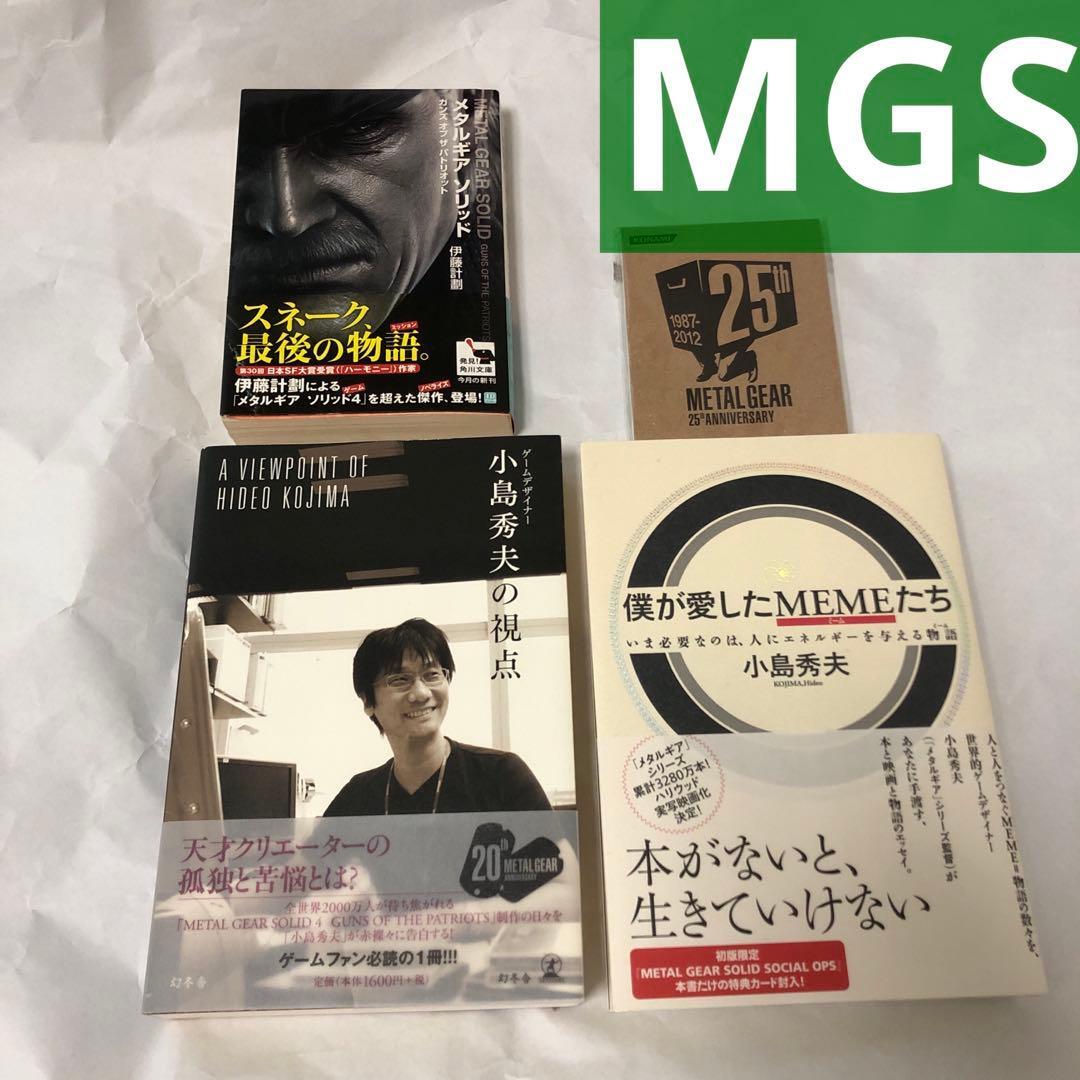 MGS
メタルギア ソリッド
ガンズ オブ ザ パトリオット
METAL GEAR SOLID GUNS OF THE PATRIOTS
伊藤計劃
スネーク、
最後の物語。
ミッション
第30回 日本SF大賞受賞(『ハーモニー』)作家
伊藤計劃による
ゲーム
ノベライズ
『メタルギア ソリッド4』を超えた傑作、登場!
発見!
角川文庫
今月の新刊
KONAMI
25th
1987-
2012
METAL GEAR
25th ANNIVERSARY
A VIEWPOINT OF
HIDEO KOJIMA
ゲームデザイナー
小島秀夫の視点
天才クリエーターの
孤独と苦悩とは?
20th METAL GEAR
ANNIVERSARY
全世界2000万人が待ち焦がれる
「METAL GEAR SOLID 4 GUNS OF THE PATRIOTS」制作の日々を
「小島秀夫」が赤裸々に告白する!
ゲームファン必読の1冊!!!
幻冬舎
定価(本体1600円+税)
幻冬舎
僕が愛したMEMEたち
ミーム
いま必要なのは、人にエネルギーを与える物語
ミーム
小島秀夫
KOJIMA,Hideo
『メタルギア』
シリーズ
累計3280万本!
ハリウッド
実写映画化
決定!
人と人をつなぐMEME=物語の数々を、
世界的ゲームデザイナー
小島秀夫
(『メタルギア』シリーズ監督)が
あなたに手渡す、
本と映画と物語のエッセイ。
本がないと、
生きていけない
初版限定
『METAL GEAR SOLID SOCIAL OPS』
本書だけの特典カード封入!